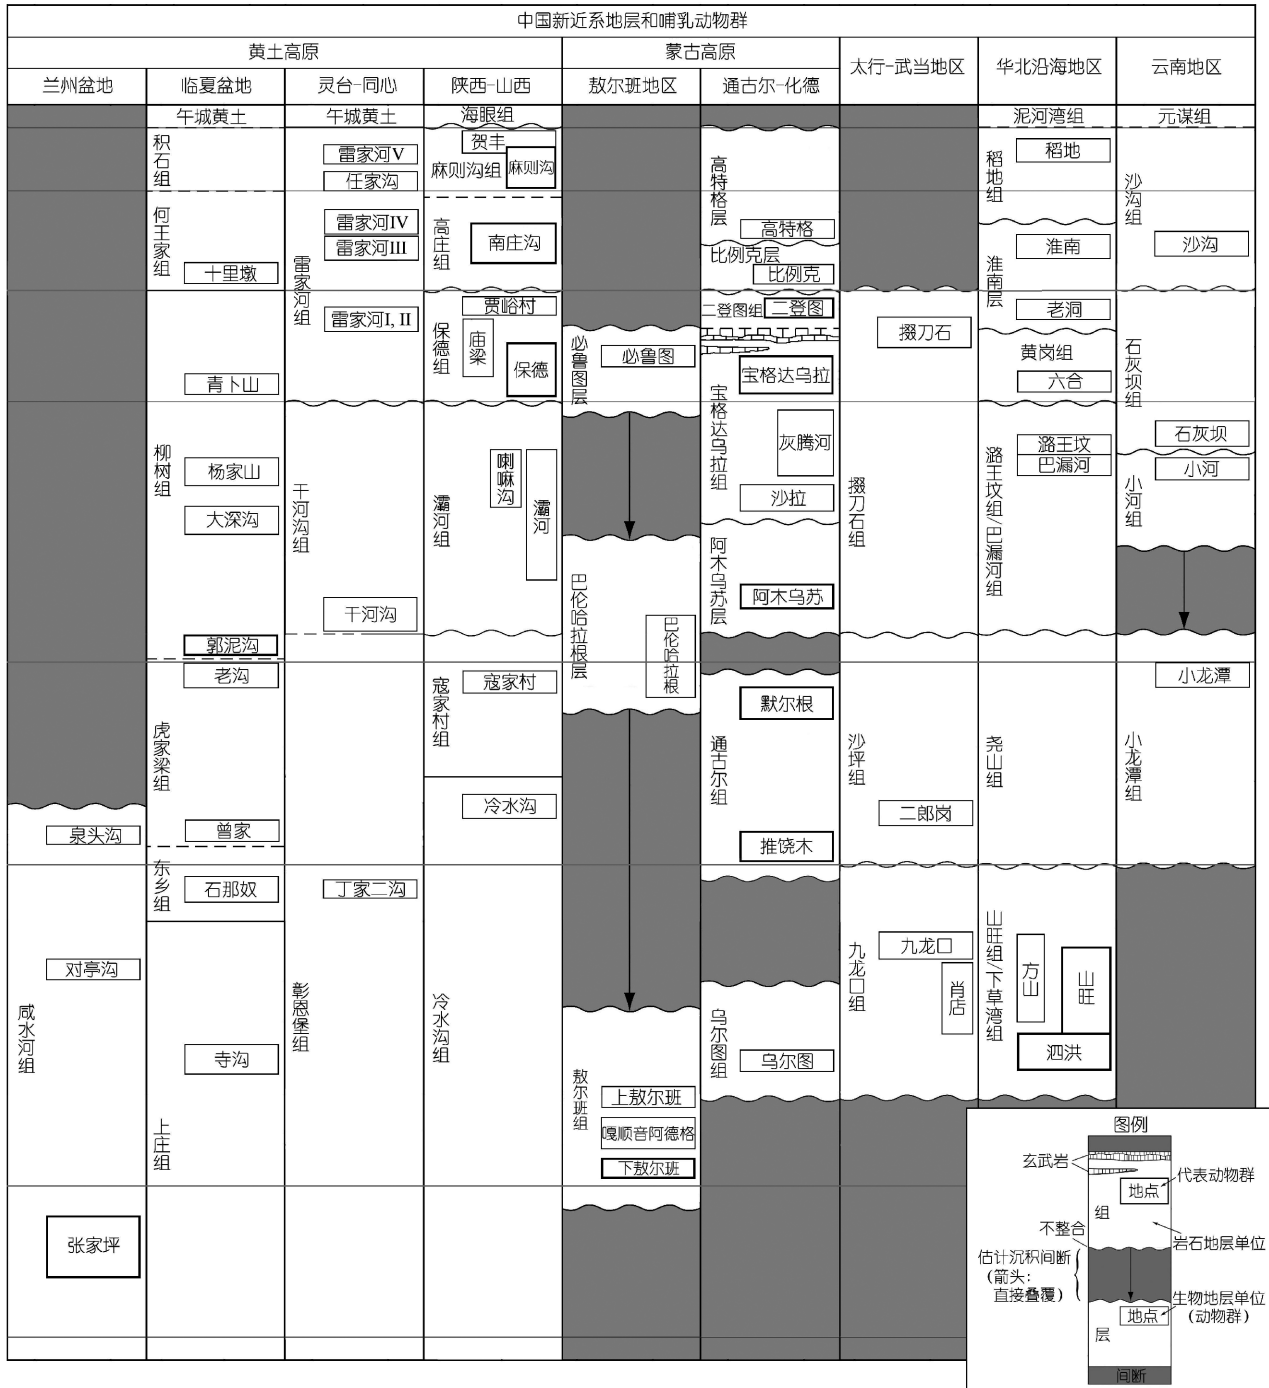 中国新近系地层和哺乳动物群
黄土高原
蒙古高原
太行-武当地区
华北沿海地区
云南地区
兰州盆地
临夏盆地
灵台-同心
陕西-山西
敖尔班地区
通古尔-化德
泉头沟
对亭沟
咸水河组
张家坪
午城黄土
积石组
何王家组
十里墩
青卜山
柳树组
杨家山
大深沟
郭泥沟
老沟
虎家梁组
曾家
东乡组
石那奴
寺沟
上庄组
午城黄土
雷家河V
任家沟
雷家河IV
雷家河III
雷家河组
雷家河I, II
干河沟组
干河沟
丁家二沟
彰恩堡组
海眼组
贺丰
麻则沟组
麻则沟
高庄组
南庄沟
贾峪村
保德组
庙梁
保德
喇嘛沟
灞河
灞河组
寇家村
寇家村组
冷水沟
冷水沟组
必鲁图层
必鲁图
巴伦哈拉根层
巴伦哈拉根
敖尔班组
上敖尔班
嘎顺音阿德格
下敖尔班
高特格层
高特格
比例克层
比例克
二登图组
二登图
宝格达乌拉
宝格达乌拉组
灰腾河
沙拉
阿木乌苏层
阿木乌苏
默尔根
通古尔组
推饶木
乌尔图组
乌尔图
掇刀石
掇刀石组
沙坪组
二郎岗
九龙口
九龙口组
肖店
泥河湾组
稻地组
稻地
淮南层
淮南
老洞
黄岗组
六合
潞王坟
巴漏河
潞王坟组/巴漏河组
尧山组
山旺组/下草湾组
方山
山旺
泗洪
元谋组
沙沟组
沙沟
石灰坝组
石灰坝
小河
小河组
小龙潭
小龙潭组
图例
玄武岩
代表动物群
地点
组
不整合
岩石地层单位
估计沉积间断
(箭头:
直接叠覆)
生物地层单位
(动物群)
地点
层
间断